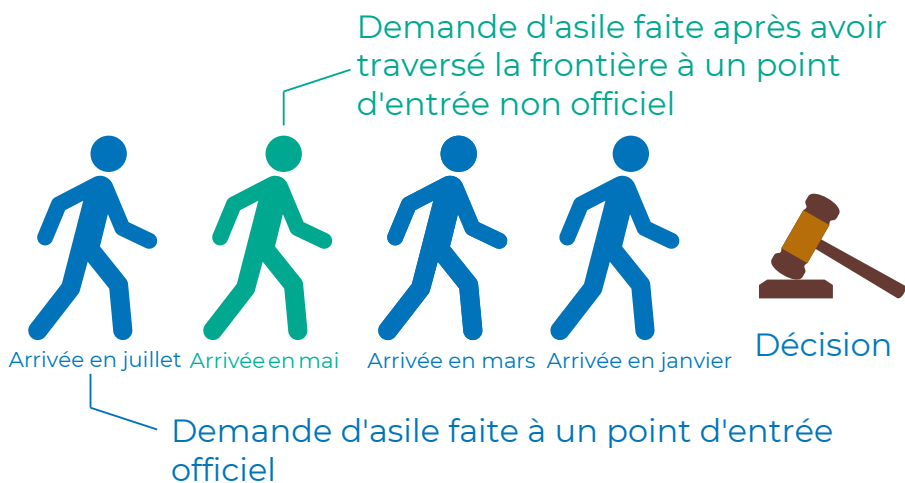 Demande d'asile faite après avoir
traversé la frontière à un point
d'entrée non officiel
Arrivée en juillet
Arrivée en mai
Arrivée en mars
Arrivée en janvier
Décision
Demande d'asile faite à un point d'entrée
officiel